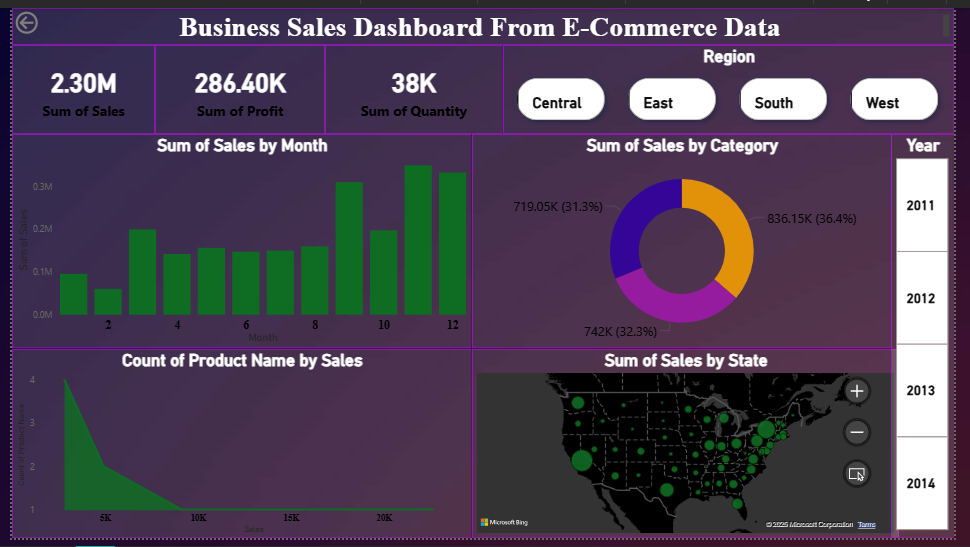 Business Sales Dashboard From E-Commerce Data
2.30M
Sum of Sales
286.40K
Sum of Profit
38K
Sum of Quantity
Region
Central
East
South
West
Sum of Sales by Month
Sum of Sales
0.3M
0.2M
0.1M
0.0M
2
4
6
8
10
12
Month
Sum of Sales by Category
719.05K (31.3%)
836.15K (36.4%)
742K (32.3%)
Year
2011
2012
2013
2014
Count of Product Name by Sales
Count of Product Name
4
3
2
1
5K
10K
15K
20K
Sales
Sum of Sales by State
Microsoft Bing
© 2025 Microsoft Corporation
Terms